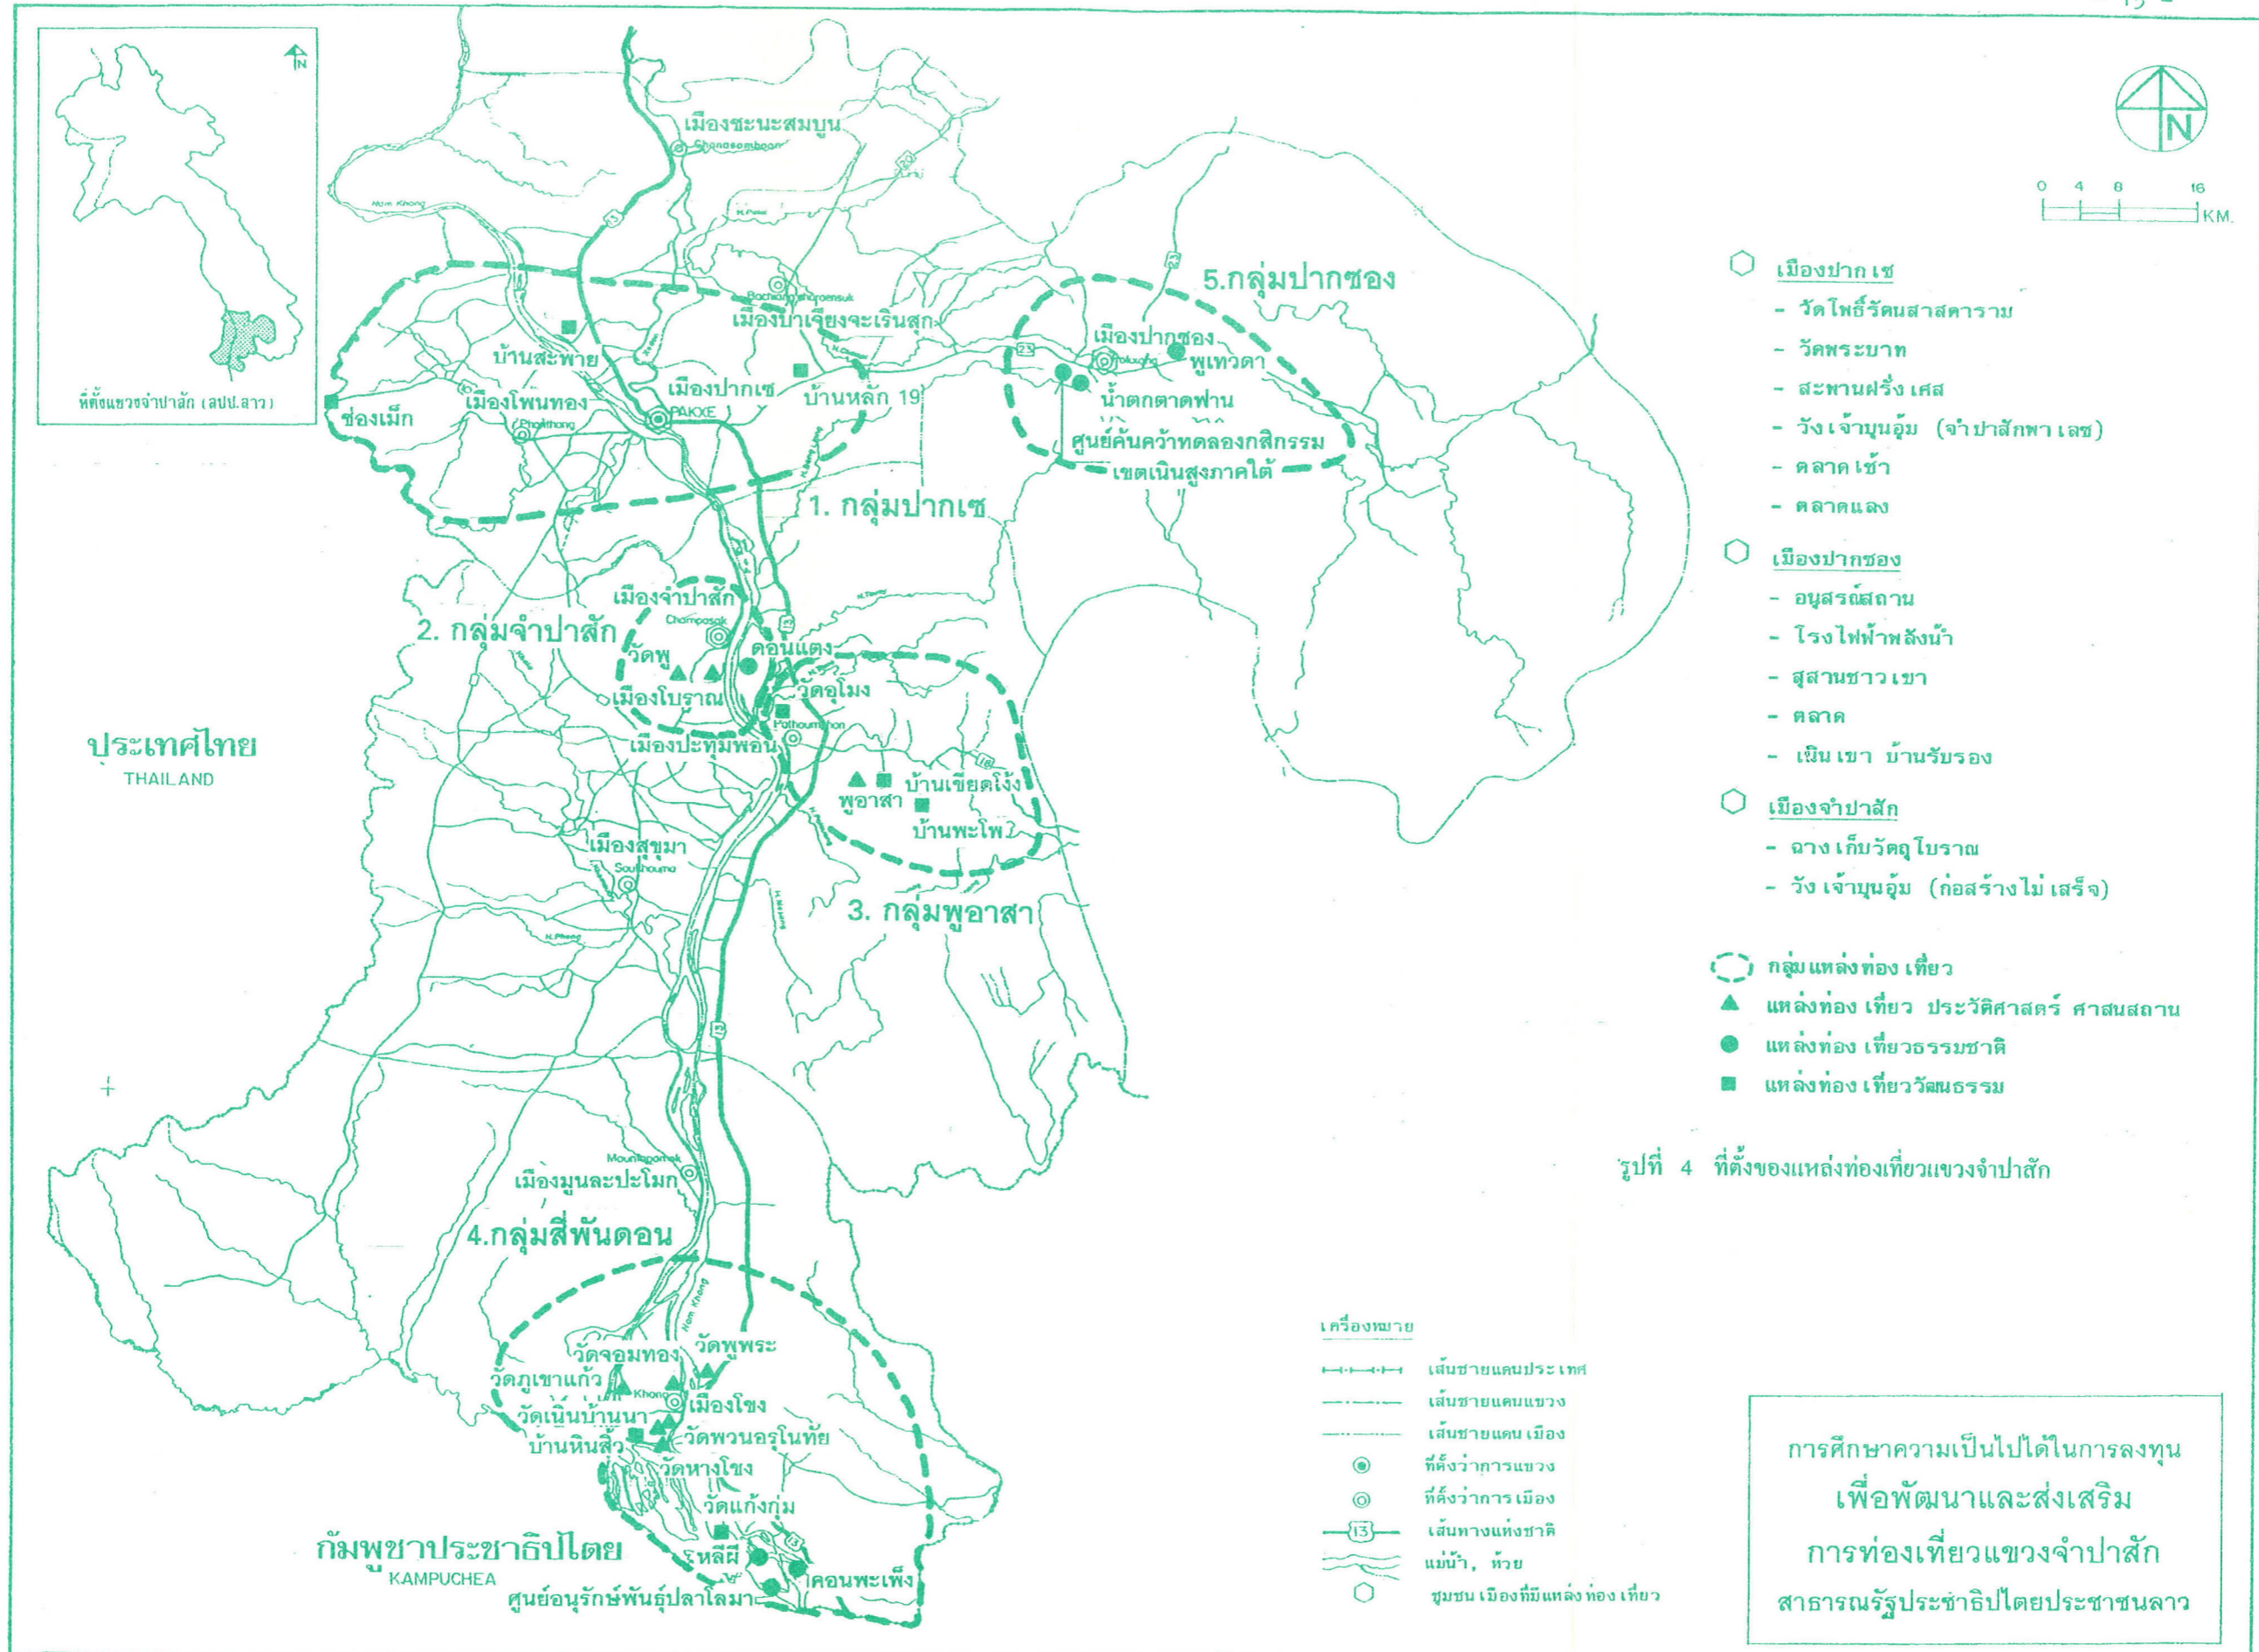 N
ที่ตั้งแขวงจำปาสัก (สปป.ลาว)
N
0 4 8 16
KM.
เมืองชะนะสมบูน
Chanasomboon
20
Nam Khong
13
23
5.กลุ่มปากซอง
Bachiang charoensuk
เมืองบาเจียงจะเรินสุก
บ้านสะพาย
เมืองปากซอง
23
พูเทวดา
เมืองโพนทอง
เมืองปากเซ
บ้านหลัก 19
น้ำตกตาดฟาน
ช่องเม็ก
PAKXE
Phonthong
ศูนย์ค้นคว้าทดลองกสิกรรม
เขตเนินสูงภาคใต้
1. กลุ่มปากเซ
เมืองจำปาสัก
Champasak
2. กลุ่มจำปาสัก
13
ดอนแดง
วัดพู
เมืองโบราณ
วัดอุโมง
เมืองปะทุมพอน
18
บ้านเขียดโง้ง
พูอาสา
บ้านพะโพ
ประเทศไทย
THAILAND
เมืองสุขุมา
Soukhouma
3. กลุ่มพูอาสา
N.Phang
13
Mounlapamok
เมืองมูนละปะโมก
4.กลุ่มสี่พันดอน
Nam Khong
วัดจอมทอง
วัดพูพระ
วัดภูเขาแก้ว
Khong
เมืองโขง
วัดเนินบ้านนา
วัดพวนอรุโนทัย
บ้านหินสิ่ว
วัดหางโขง
วัดแก้งกุ่ม
13
หลี่ผี
คอนพะเพ็ง
ศูนย์อนุรักษ์พันธุ์ปลาโลมา
กัมพูชาประชาธิปไตย
KAMPUCHEA
เมืองปากเซ
- วัดโพธิ์รัตนสาสดาราม
- วัดพระบาท
- สะพานฝรั่งเศส
- วังเจ้าบุนอุ้ม (จำปาสักพาเลซ)
- ตลาดเช้า
- ตลาดแลง
เมืองปากซอง
- อนุสรณ์สถาน
- โรงไฟฟ้าพลังน้ำ
- สุสานชาวเขา
- ตลาด
- เนินเขา บ้านรับรอง
เมืองจำปาสัก
- ฉางเก็บวัตถุโบราณ
- วังเจ้าบุนอุ้ม (ก่อสร้างไม่เสร็จ)
กลุ่มแหล่งท่องเที่ยว
แหล่งท่องเที่ยว ประวัติศาสตร์ ศาสนสถาน
แหล่งท่องเที่ยวธรรมชาติ
แหล่งท่องเที่ยววัฒนธรรม
รูปที่ 4 ที่ตั้งของแหล่งท่องเที่ยวแขวงจำปาสัก
เครื่องหมาย
เส้นชายแดนประเทศ
เส้นชายแดนแขวง
เส้นชายแดนเมือง
ที่ตั้งว่าการแขวง
ที่ตั้งว่าการเมือง
13 เส้นทางแห่งชาติ
แม่น้ำ, ห้วย
ชุมชนเมืองที่มีแหล่งท่องเที่ยว
การศึกษาความเป็นไปได้ในการลงทุน
เพื่อพัฒนาและส่งเสริม
การท่องเที่ยวแขวงจำปาสัก
สาธารณรัฐประชาธิปไตยประชาชนลาว